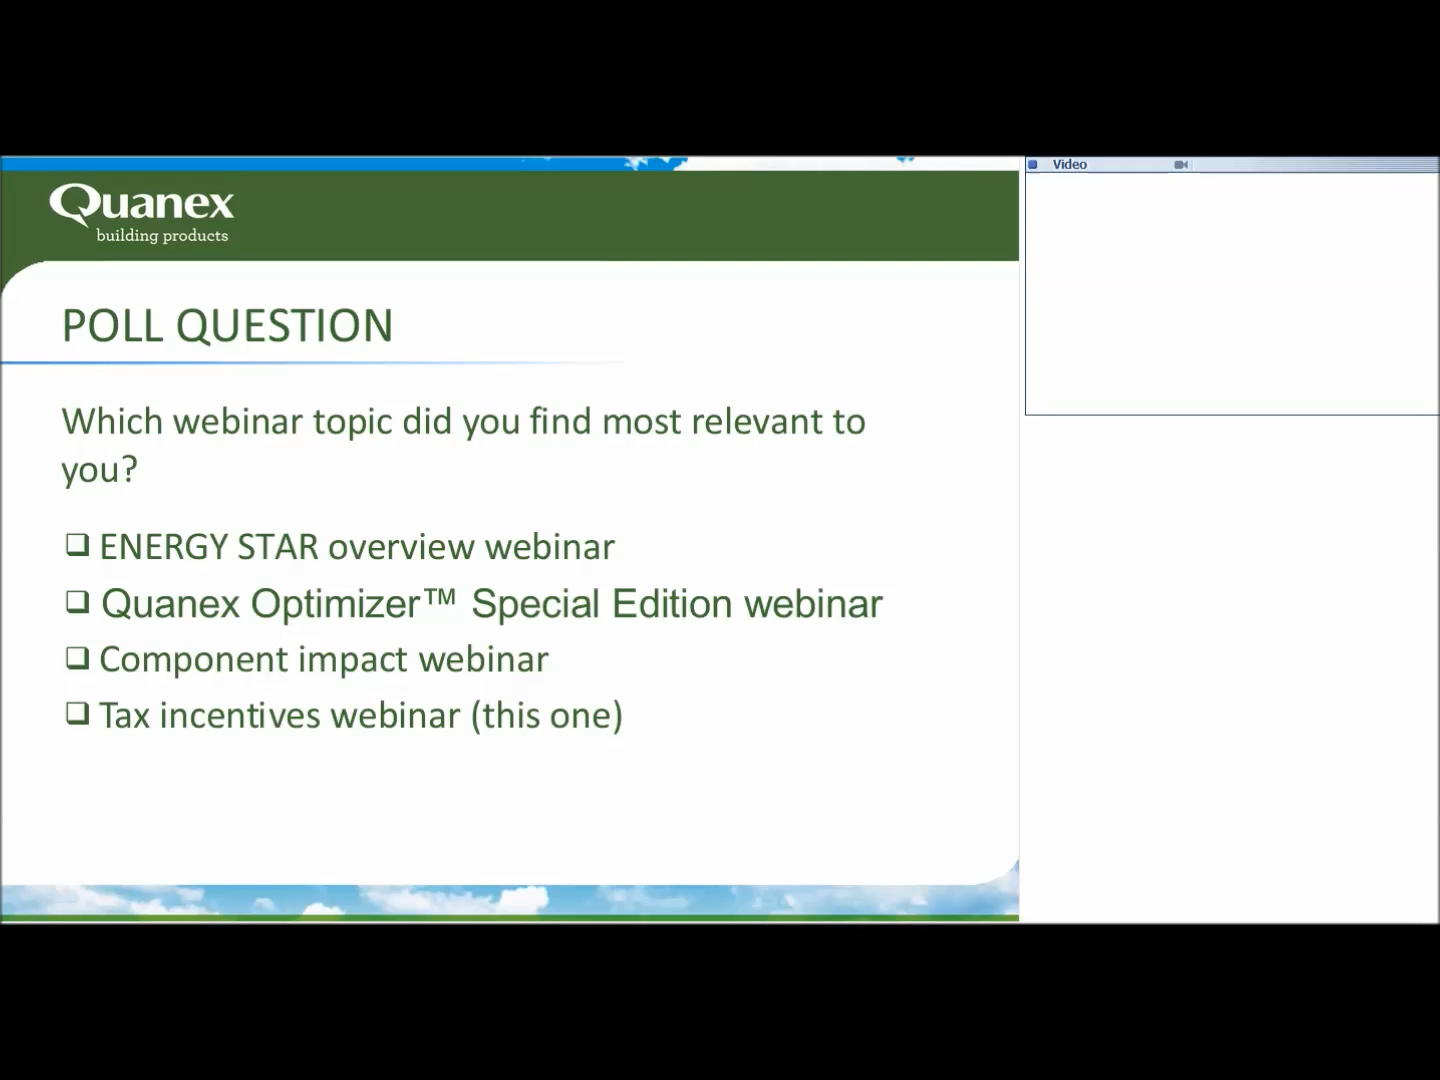 Quanex
building products
Video
POLL QUESTION
Which webinar topic did you find most relevant to
you?
❑ ENERGY STAR overview webinar
❑ Quanex Optimizer™ Special Edition webinar
❑ Component impact webinar
❑ Tax incentives webinar (this one)